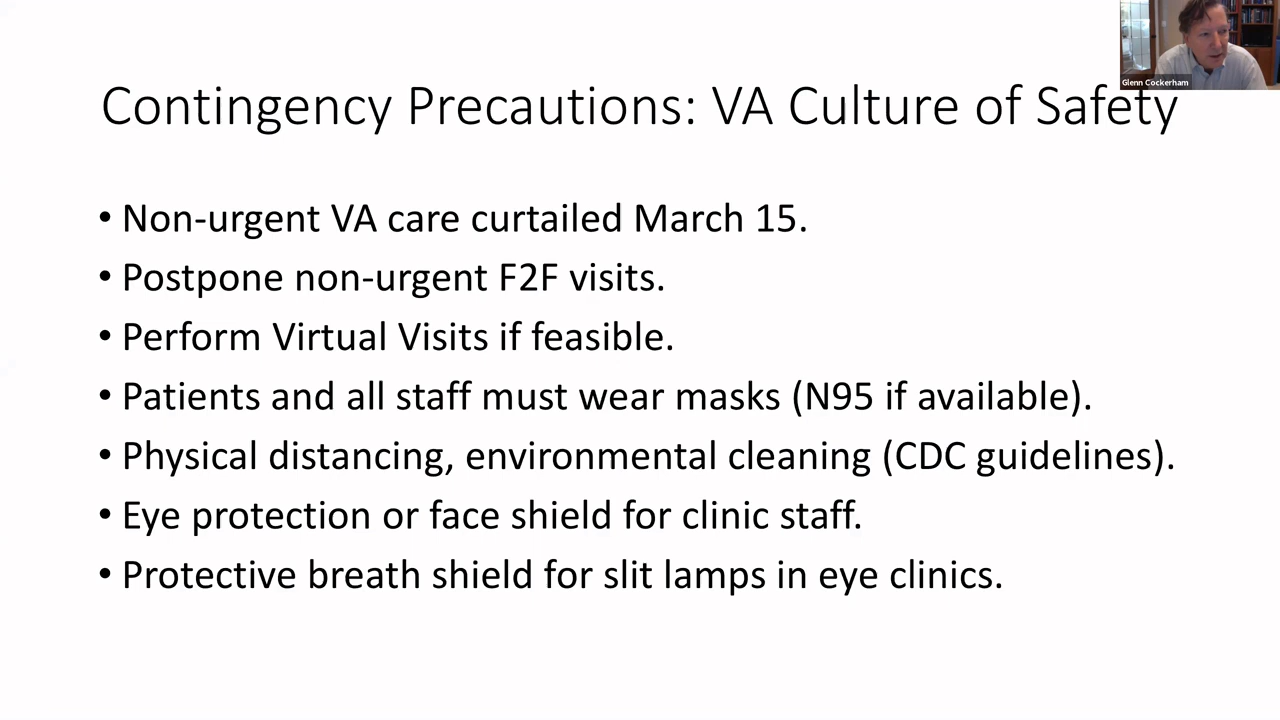 Glenn Cockerham
Contingency Precautions: VA Culture of Safety
• Non-urgent VA care curtailed March 15.
• Postpone non-urgent F2F visits.
• Perform Virtual Visits if feasible.
• Patients and all staff must wear masks (N95 if available).
• Physical distancing, environmental cleaning (CDC guidelines).
• Eye protection or face shield for clinic staff.
• Protective breath shield for slit lamps in eye clinics.